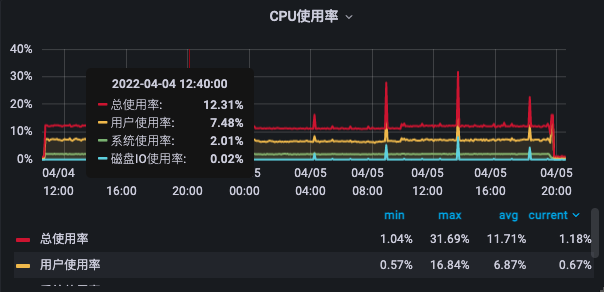 CPU使用率
40%
30%
20%
10%
0%
2022-04-04 12:40:00
总使用率: 12.31%
用户使用率: 7.48%
系统使用率: 2.01%
磁盘IO使用率: 0.02%
04/04 5 04/05 04/05 04/05 04/05 04/05
12:00 16:00 20:00 00:00 04:00 08:00 12:00 16:00 20:00
min max avg current
总使用率 1.04% 31.69% 11.71% 1.18%
用户使用率 0.57% 16.84% 6.87% 0.67%